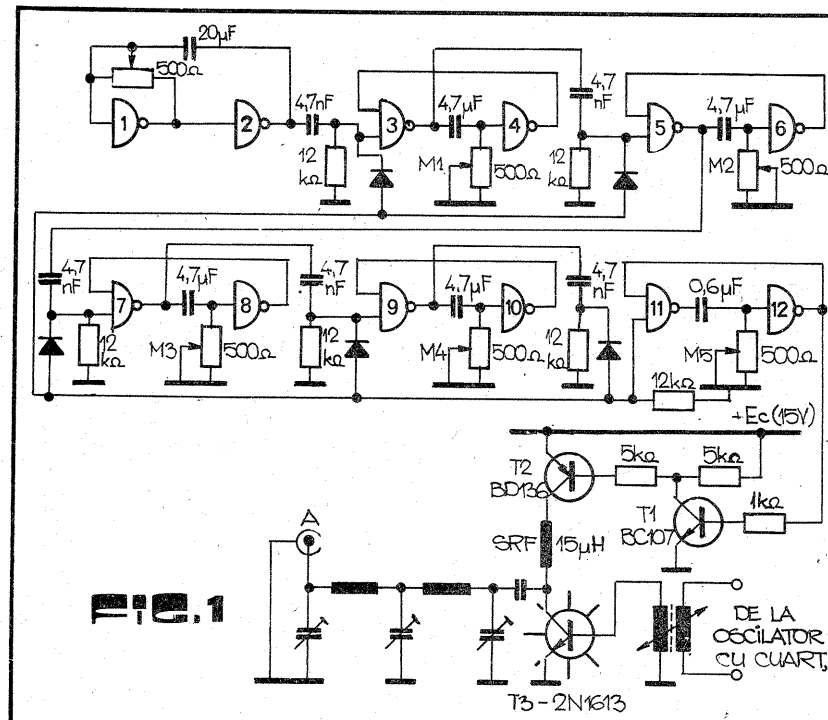 20µF
500Ω
1
2
4,7nF
12
kΩ
3
4,7µF
4
M1
500Ω
4,7
nF
12
kΩ
5
4,7µF
6
M2
500Ω
4,7
nF
12
kΩ
7
4,7µF
8
M3
500Ω
4,7
nF
12
kΩ
9
4,7µF
10
M4
500Ω
4,7
nF
12
kΩ
11
0,6µF
12
M5
500Ω
12kΩ
+Ec(15V)
T2
BD136
5kΩ
5kΩ
T1
BC107
1kΩ
SRF
15µH
A
FIG.1
DE LA
OSCILATOR
CU CUARŢ
T3-2N1613